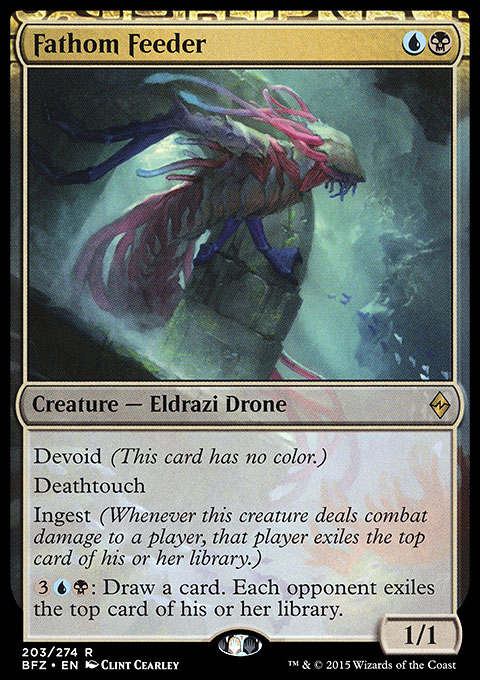 Fathom Feeder
Creature — Eldrazi Drone
Devoid (This card has no color.)
Deathtouch
Ingest (Whenever this creature deals combat
damage to a player, that player exiles the top
card of his or her library.)
3: Draw a card. Each opponent exiles
the top card of his or her library.
1/1
203/274 R
BFZ • EN Clint Cearley
™ & © 2015 Wizards of the Coast